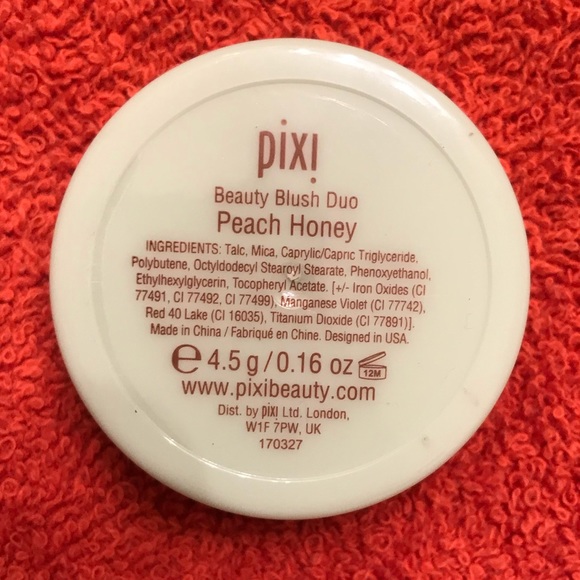 pixi
Beauty Blush Duo
Peach Honey
INGREDIENTS: Talc, Mica, Caprylic/Capric Triglyceride,
Polybutene, Octyldodecyl Stearoyl Stearate, Phenoxyethanol,
Ethylhexylglycerin, Tocopheryl Acetate. [+/- Iron Oxides (CI
77491, CI 77492, CI 77499), Manganese Violet (CI 77742),
Red 40 Lake (CI 16035), Titanium Dioxide (CI 77891)].
Made in China / Fabriqué en Chine. Designed in USA.
℮ 4.5 g / 0.16 oz 12M
www.pixibeauty.com
Dist. by pixi Ltd. London,
W1F 7PW, UK
170327